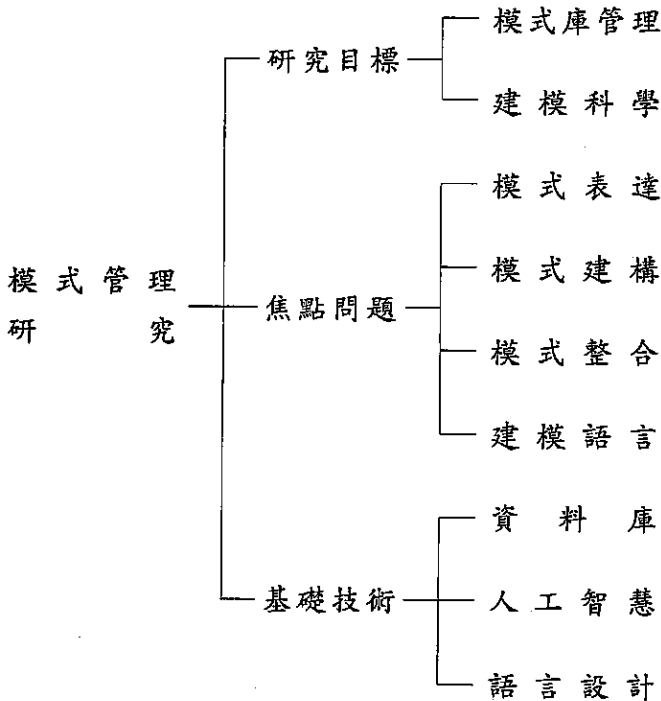 模式管理
研究
研究目標
模式庫管理
建模科學
焦點問題
模式表達
模式建構
模式整合
建模語言
基礎技術
資料庫
人工智慧
語言設計